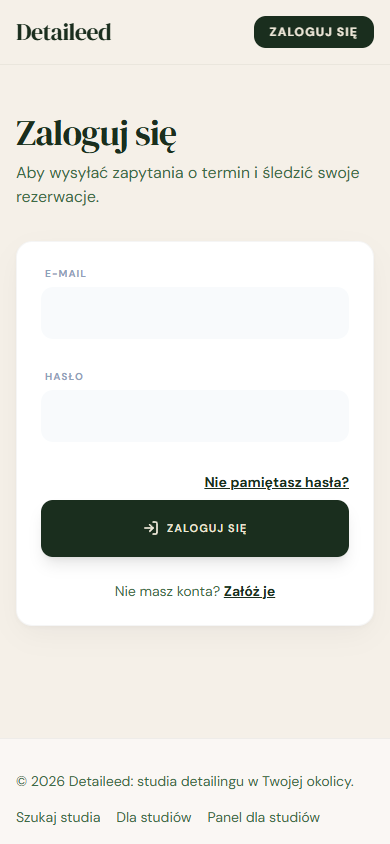 Detaileed
ZALOGUJ SIĘ
Zaloguj się
Aby wysyłać zapytania o termin i śledzić swoje
rezerwacje.
E-MAIL
HASŁO
Nie pamiętasz hasła?
ZALOGUJ SIĘ
Nie masz konta? Załóż je
© 2026 Detaileed: studia detailingu w Twojej okolicy.
Szukaj studia Dla studiów Panel dla studiów